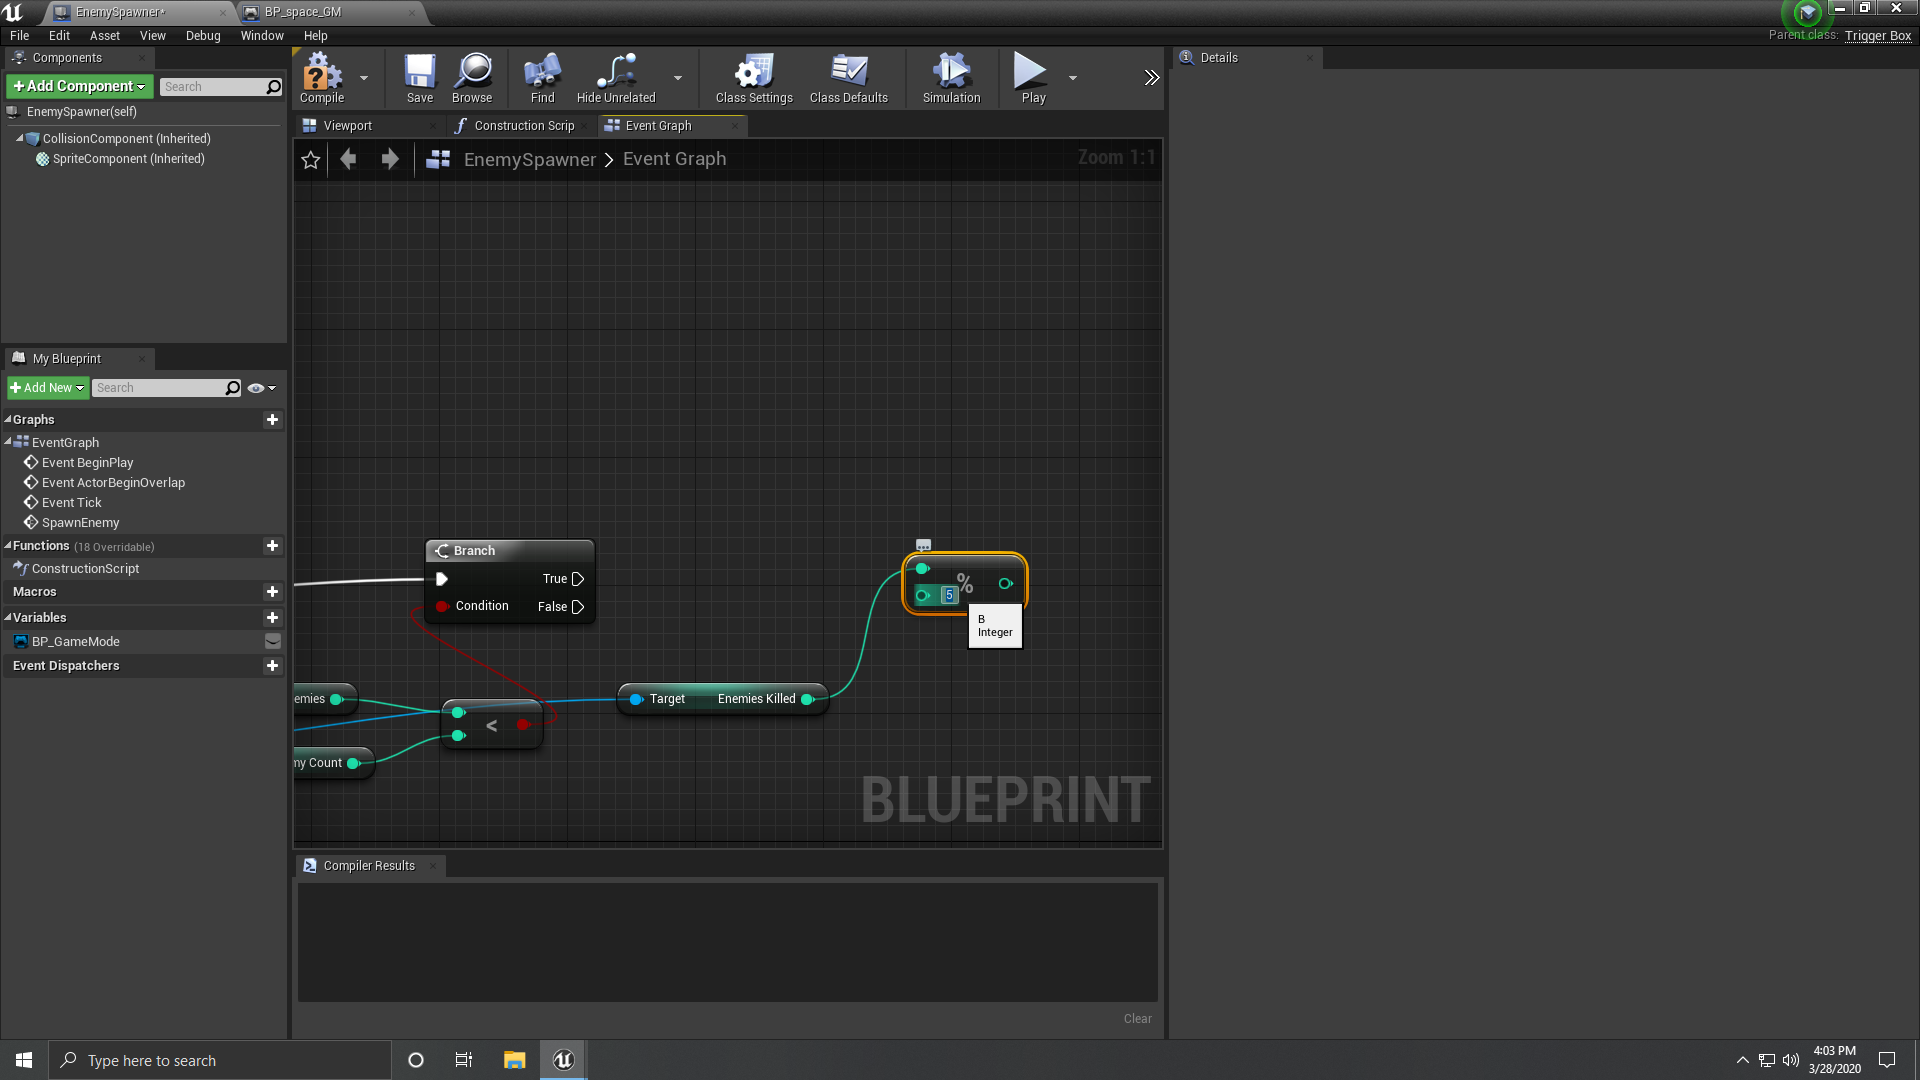 EnemySpawner*
BP_space_GM
File
Edit
Asset
View
Debug
Window
Help
Parent class:
Trigger Box
Components
+Add Component
Search
EnemySpawner(self)
CollisionComponent (Inherited)
SpriteComponent (Inherited)
Compile
Save
Browse
Find
Hide Unrelated
Class Settings
Class Defaults
Simulation
Play
Details
Viewport
Construction Scrip
Event Graph
EnemySpawner > Event Graph
Zoom 1:1
My Blueprint
+Add New
Search
Graphs
EventGraph
Event BeginPlay
Event ActorBeginOverlap
Event Tick
SpawnEnemy
Functions (18 Overridable)
ConstructionScript
Macros
Variables
BP_GameMode
Event Dispatchers
Branch
True
Condition
False
%
5
B
Integer
emies
Target
Enemies Killed
<
my Count
BLUEPRINT
Compiler Results
Clear
Type here to search
4:03 PM
3/28/2020